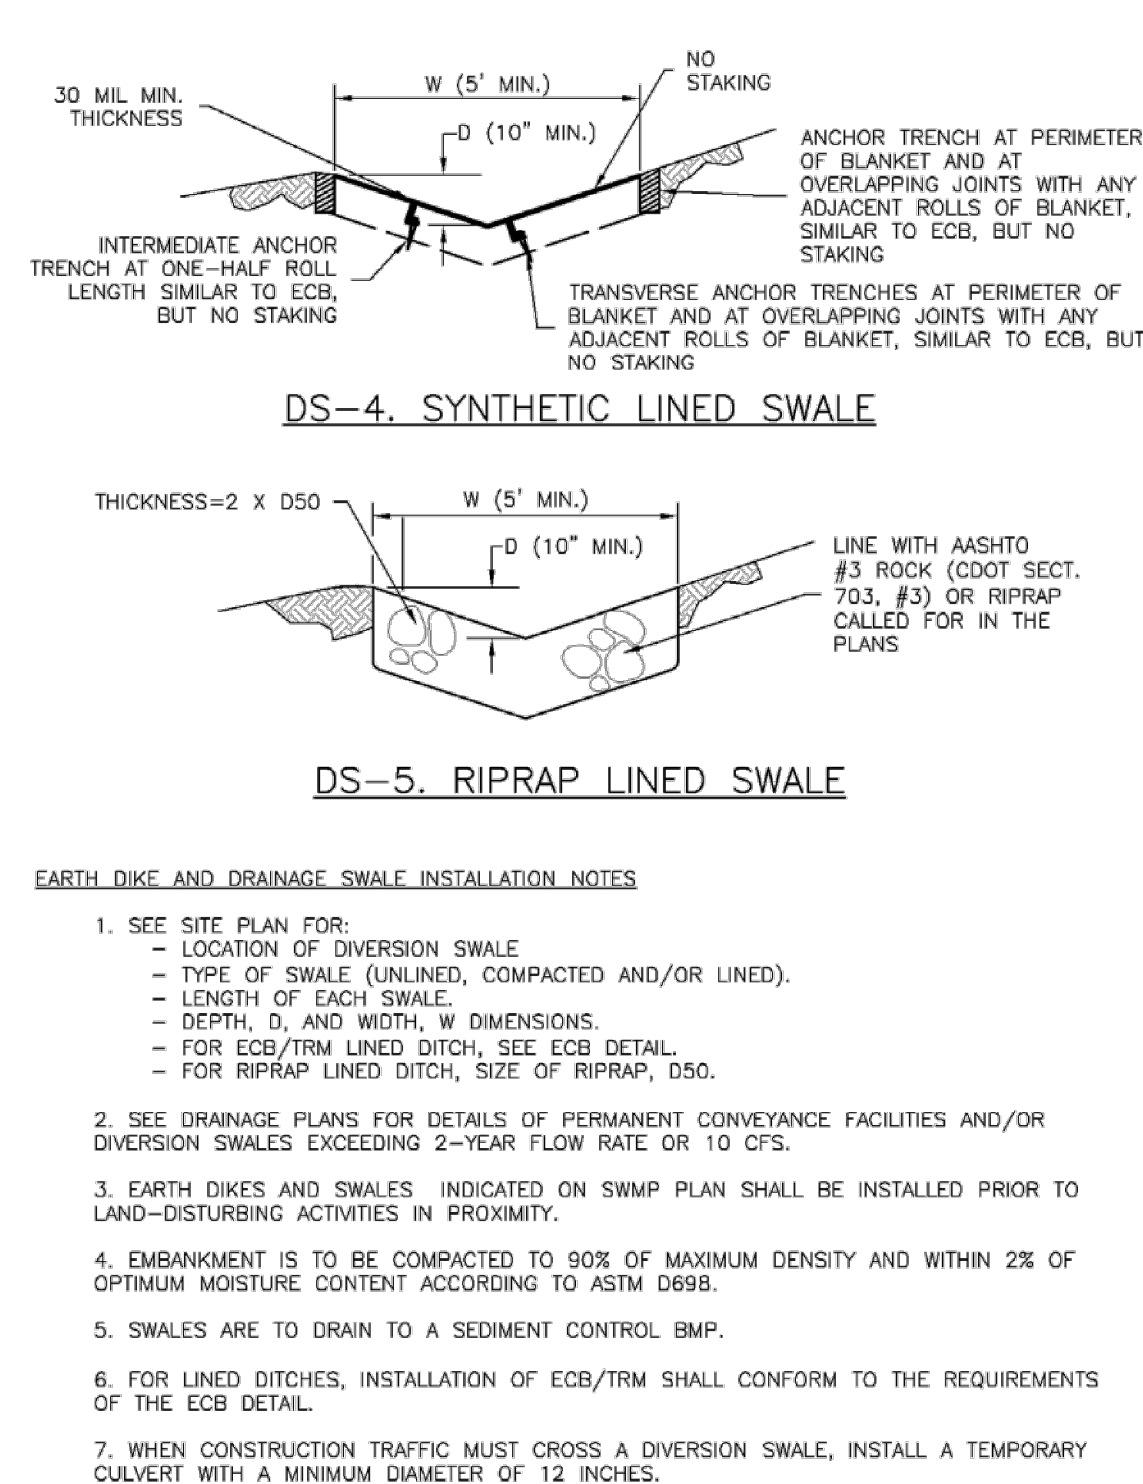 30 MIL MIN.
THICKNESS
W (5' MIN.)
NO
STAKING
D (10" MIN.)
ANCHOR TRENCH AT PERIMETER
OF BLANKET AND AT
OVERLAPPING JOINTS WITH ANY
ADJACENT ROLLS OF BLANKET,
SIMILAR TO ECB, BUT NO
STAKING
INTERMEDIATE ANCHOR
TRENCH AT ONE-HALF ROLL
LENGTH SIMILAR TO ECB,
BUT NO STAKING
TRANSVERSE ANCHOR TRENCHES AT PERIMETER OF
BLANKET AND AT OVERLAPPING JOINTS WITH ANY
ADJACENT ROLLS OF BLANKET, SIMILAR TO ECB, BUT
NO STAKING
DS-4. SYNTHETIC LINED SWALE
THICKNESS=2 X D50
W (5' MIN.)
D (10" MIN.)
LINE WITH AASHTO
#3 ROCK (CDOT SECT.
703, #3) OR RIPRAP
CALLED FOR IN THE
PLANS
DS-5. RIPRAP LINED SWALE
EARTH DIKE AND DRAINAGE SWALE INSTALLATION NOTES
1. SEE SITE PLAN FOR:
- LOCATION OF DIVERSION SWALE
- TYPE OF SWALE (UNLINED, COMPACTED AND/OR LINED).
- LENGTH OF EACH SWALE.
- DEPTH, D, AND WIDTH, W DIMENSIONS.
- FOR ECB/TRM LINED DITCH, SEE ECB DETAIL.
- FOR RIPRAP LINED DITCH, SIZE OF RIPRAP, D50.
2. SEE DRAINAGE PLANS FOR DETAILS OF PERMANENT CONVEYANCE FACILITIES AND/OR
DIVERSION SWALES EXCEEDING 2-YEAR FLOW RATE OR 10 CFS.
3. EARTH DIKES AND SWALES INDICATED ON SWMP PLAN SHALL BE INSTALLED PRIOR TO
LAND-DISTURBING ACTIVITIES IN PROXIMITY.
4. EMBANKMENT IS TO BE COMPACTED TO 90% OF MAXIMUM DENSITY AND WITHIN 2% OF
OPTIMUM MOISTURE CONTENT ACCORDING TO ASTM D698.
5. SWALES ARE TO DRAIN TO A SEDIMENT CONTROL BMP.
6. FOR LINED DITCHES, INSTALLATION OF ECB/TRM SHALL CONFORM TO THE REQUIREMENTS
OF THE ECB DETAIL.
7. WHEN CONSTRUCTION TRAFFIC MUST CROSS A DIVERSION SWALE, INSTALL A TEMPORARY
CULVERT WITH A MINIMUM DIAMETER OF 12 INCHES.